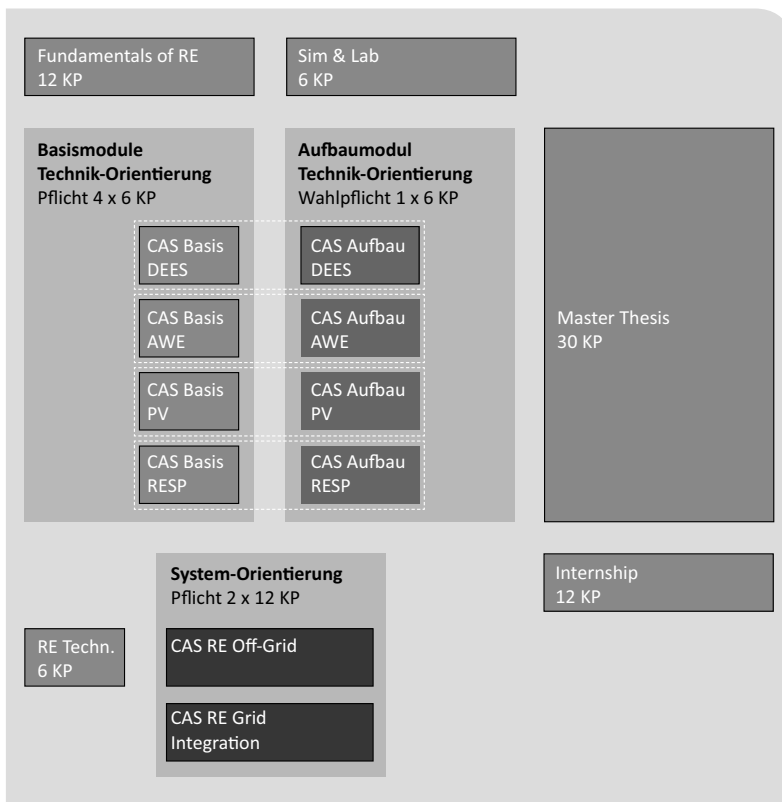 Fundamentals of RE
12 KP
Sim & Lab
6 KP
Basismodule
Technik-Orientierung
Pflicht 4 x 6 KP
CAS Basis
DEES
CAS Basis
AWE
CAS Basis
PV
CAS Basis
RESP
Aufbaumodul
Technik-Orientierung
Wahlpflicht 1 x 6 KP
CAS Aufbau
DEES
CAS Aufbau
AWE
CAS Aufbau
PV
CAS Aufbau
RESP
Master Thesis
30 KP
System-Orientierung
Pflicht 2 x 12 KP
CAS RE Off-Grid
CAS RE Grid
Integration
RE Techn.
6 KP
Internship
12 KP